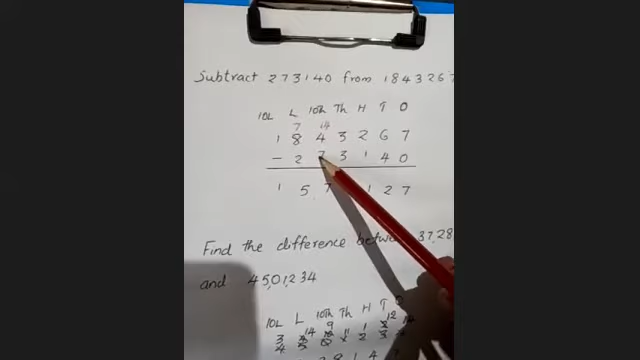 Subtract 273140 from 1843267
10L L 10th Th H T O
7 14
1 8 4 3 2 6 7
- 2 7 3 1 4 0
1 5 7 1 2 7
Find the difference between 37,28
and 45,01,234
10L L 10th Th H T O